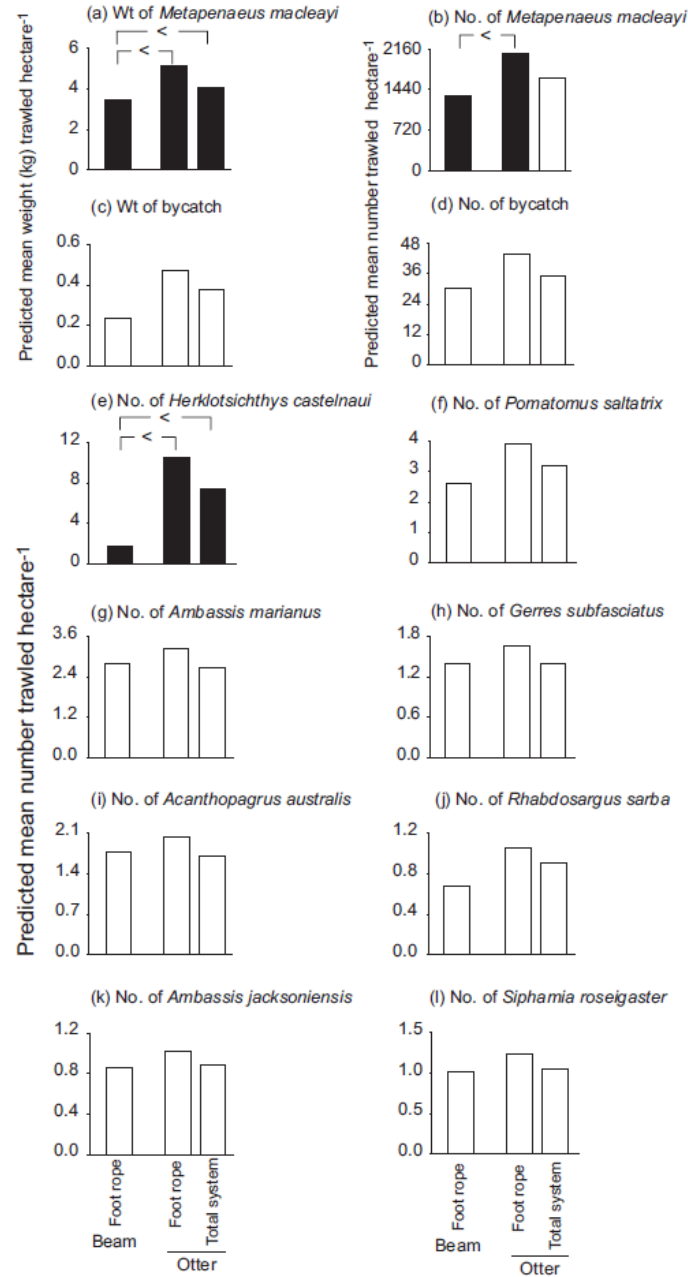 (a) Wt of Metapenaeus macleayi
(b) No. of Metapenaeus macleayi
<
<
<
Predicted mean weight (kg) trawled hectare-1
6
4
2
0
Predicted mean number trawled hectare-1
2160
1440
720
0
(c) Wt of bycatch
(d) No. of bycatch
0.6
0.4
0.2
0.0
48
36
24
12
0
(e) No. of Herklotsichthys castelnaui
(f) No. of Pomatomus saltatrix
<
<
12
8
4
0
4
3
2
1
0
Predicted mean number trawled hectare-1
(g) No. of Ambassis marianus
(h) No. of Gerres subfasciatus
3.6
2.4
1.2
0.0
1.8
1.2
0.6
0.0
(i) No. of Acanthopagrus australis
(j) No. of Rhabdosargus sarba
2.1
1.4
0.7
0.0
1.2
0.8
0.4
0.0
(k) No. of Ambassis jacksoniensis
(l) No. of Siphamia roseigaster
1.2
0.8
0.4
0.0
1.5
1.0
0.5
0.0
Foot rope
Foot rope
Total system
Beam
Otter
Foot rope
Foot rope
Total system
Beam
Otter